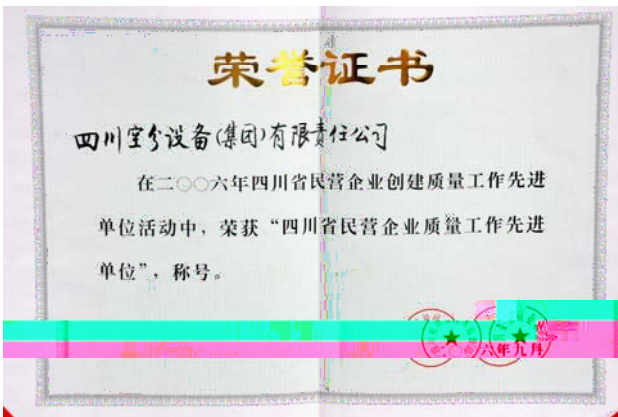 荣誉证书
四川空分设备(集团)有限责任公司
在二〇〇六年四川省民营企业创建质量工作先进
单位活动中，荣获“四川省民营企业质量工作先进
单位”，称号。
六年九月